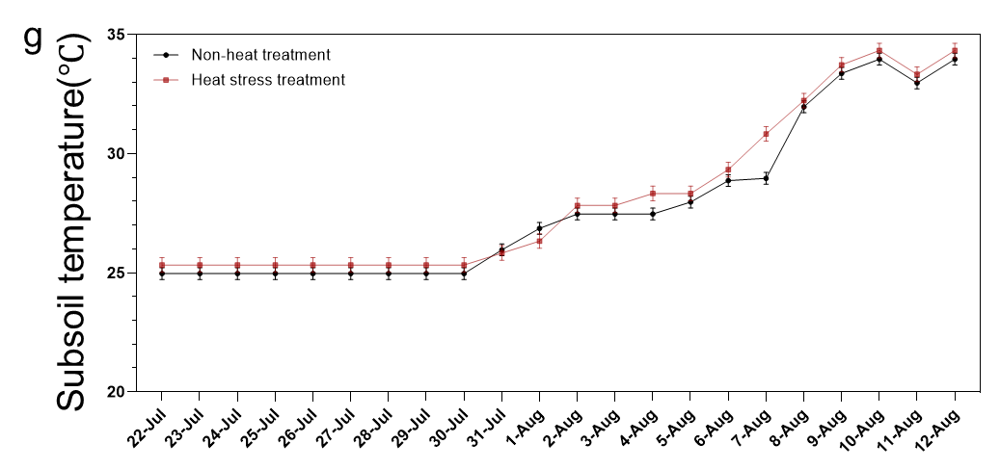 g
Subsoil temperature(°C)
35
30
25
20
Non-heat treatment
Heat stress treatment
22-Jul
23-Jul
24-Jul
25-Jul
26-Jul
27-Jul
28-Jul
29-Jul
30-Jul
31-Jul
1-Aug
2-Aug
3-Aug
4-Aug
5-Aug
6-Aug
7-Aug
8-Aug
9-Aug
10-Aug
11-Aug
12-Aug